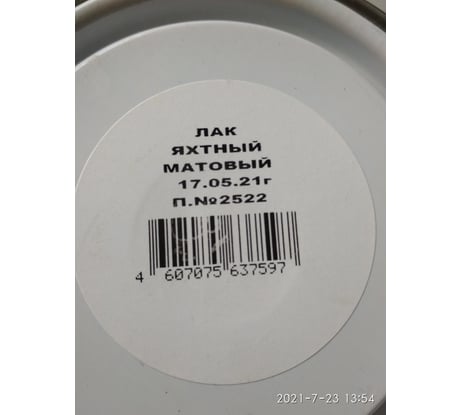 ЛАК
ЯХТНЫЙ
МАТОВЫЙ
17.05.21г
П.№2522
4 607075 637597
2021-7-23 13:54